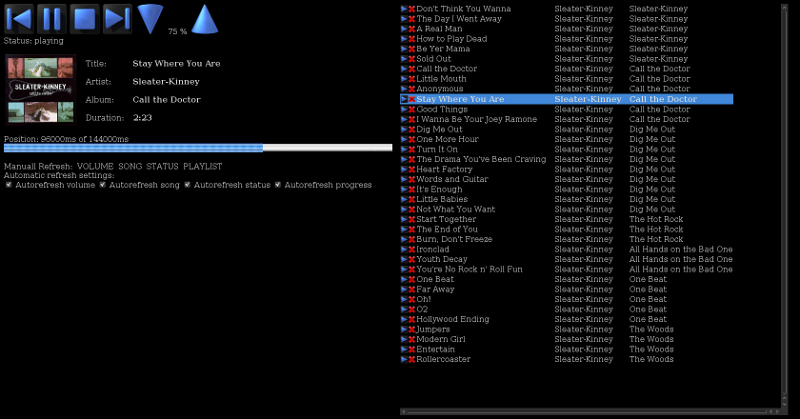 75 %
Status: playing
SLEATER-KINNEY
Title: Stay Where You Are
Artist: Sleater-Kinney
Album: Call the Doctor
Duration: 2:23
Position: 96000ms of 144000ms
Manuall Refresh: VOLUME SONG STATUS PLAYLIST
Automatic refresh settings:
Autorefresh volume Autorefresh song Autorefresh status Autorefresh progress
Don't Think You Wanna Sleater-Kinney Sleater-Kinney
The Day I Went Away Sleater-Kinney Sleater-Kinney
A Real Man Sleater-Kinney Sleater-Kinney
How to Play Dead Sleater-Kinney Sleater-Kinney
Be Yer Mama Sleater-Kinney Sleater-Kinney
Sold Out Sleater-Kinney Sleater-Kinney
Call the Doctor Sleater-Kinney Call the Doctor
Little Mouth Sleater-Kinney Call the Doctor
Anonymous Sleater-Kinney Call the Doctor
Stay Where You Are Sleater-Kinney Call the Doctor
Good Things Sleater-Kinney Call the Doctor
I Wanna Be Your Joey Ramone Sleater-Kinney Call the Doctor
Dig Me Out Sleater-Kinney Dig Me Out
One More Hour Sleater-Kinney Dig Me Out
Turn It On Sleater-Kinney Dig Me Out
The Drama You've Been Craving Sleater-Kinney Dig Me Out
Heart Factory Sleater-Kinney Dig Me Out
Words and Guitar Sleater-Kinney Dig Me Out
It's Enough Sleater-Kinney Dig Me Out
Little Babies Sleater-Kinney Dig Me Out
Not What You Want Sleater-Kinney Dig Me Out
Start Together Sleater-Kinney The Hot Rock
The End of You Sleater-Kinney The Hot Rock
Burn, Don't Freeze Sleater-Kinney The Hot Rock
Ironclad Sleater-Kinney All Hands on the Bad One
Youth Decay Sleater-Kinney All Hands on the Bad One
You're No Rock n' Roll Fun Sleater-Kinney All Hands on the Bad One
One Beat Sleater-Kinney One Beat
Far Away Sleater-Kinney One Beat
Oh! Sleater-Kinney One Beat
O2 Sleater-Kinney One Beat
Hollywood Ending Sleater-Kinney One Beat
Jumpers Sleater-Kinney The Woods
Modern Girl Sleater-Kinney The Woods
Entertain Sleater-Kinney The Woods
Rollercoaster Sleater-Kinney The Woods